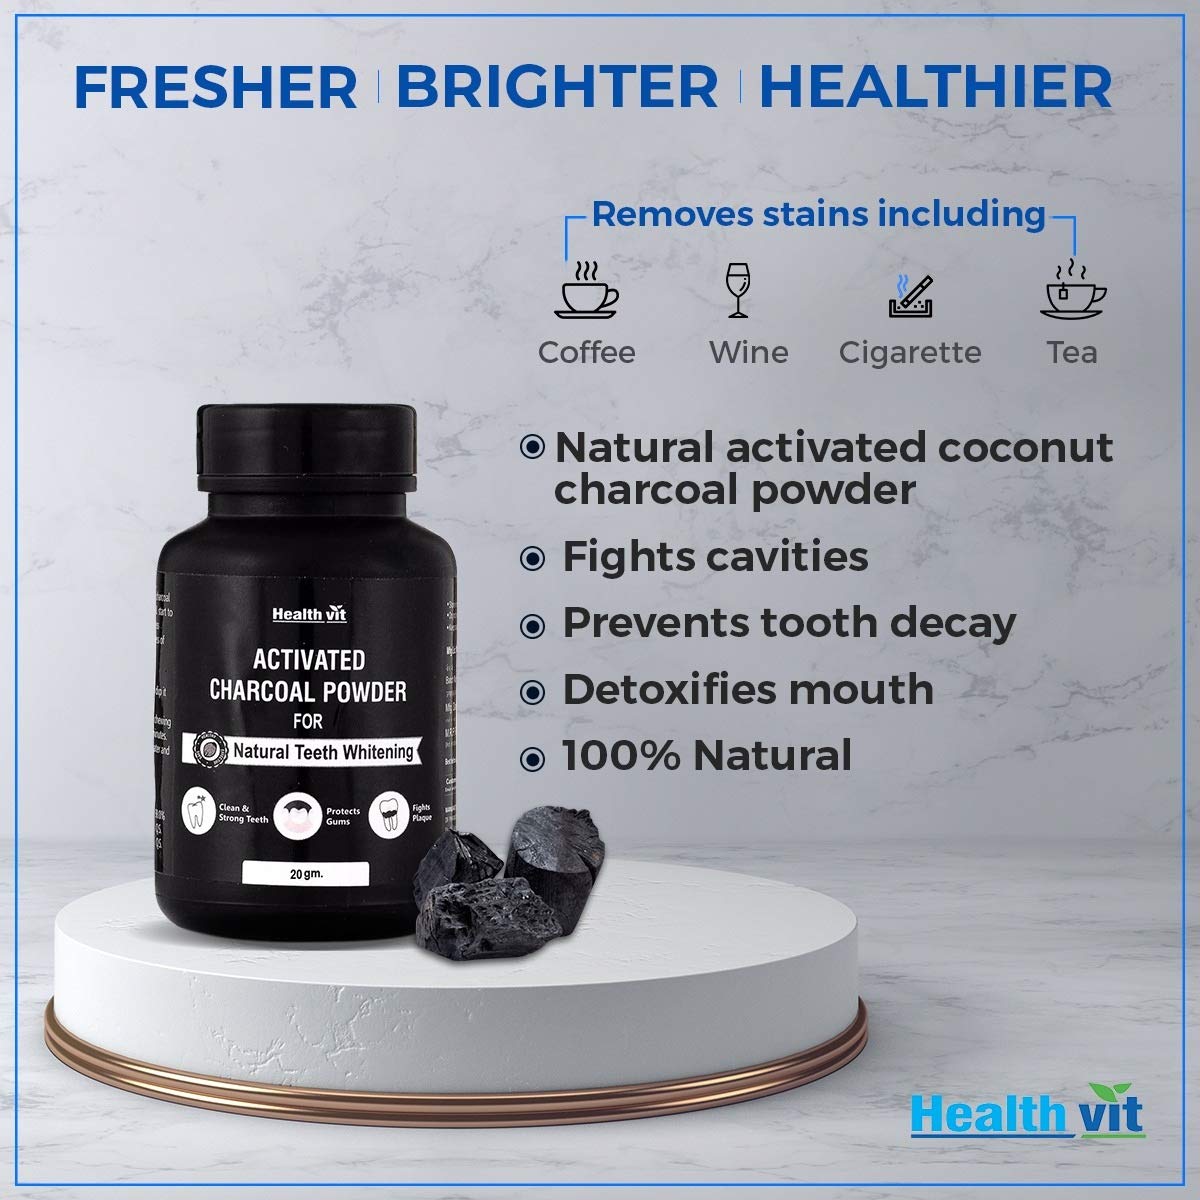 FRESHER | BRIGHTER | HEALTHIER
Removes stains including
Coffee Wine Cigarette Tea
Natural activated coconut
charcoal powder
Fights cavities
Prevents tooth decay
Detoxifies mouth
100% Natural
Health vit
ACTIVATED
CHARCOAL POWDER
FOR
Natural Teeth Whitening
Clean &
Strong Teeth
Protects
Gums
Fights
Plaque
20 gm.
Health vit